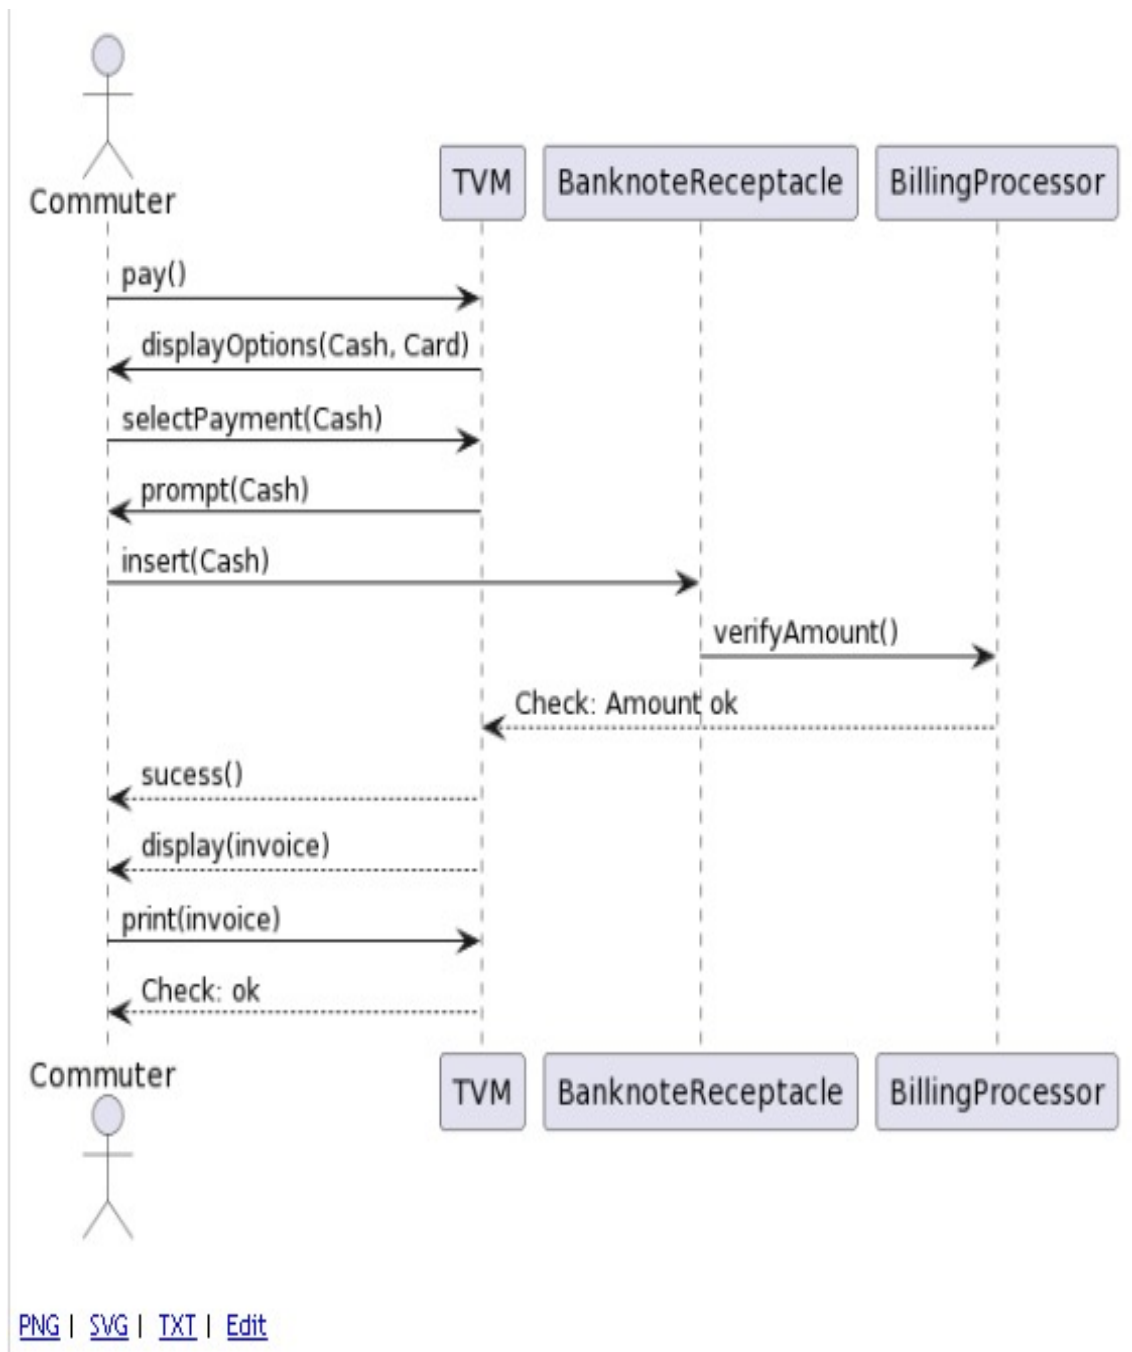 Commuter
TVM
BanknoteReceptacle
BillingProcessor
pay()
displayOptions(Cash, Card)
selectPayment(Cash)
prompt(Cash)
insert(Cash)
verifyAmount()
Check: Amount ok
sucess()
display(invoice)
print(invoice)
Check: ok
Commuter
TVM
BanknoteReceptacle
BillingProcessor
PNG | SVG | TXT | Edit